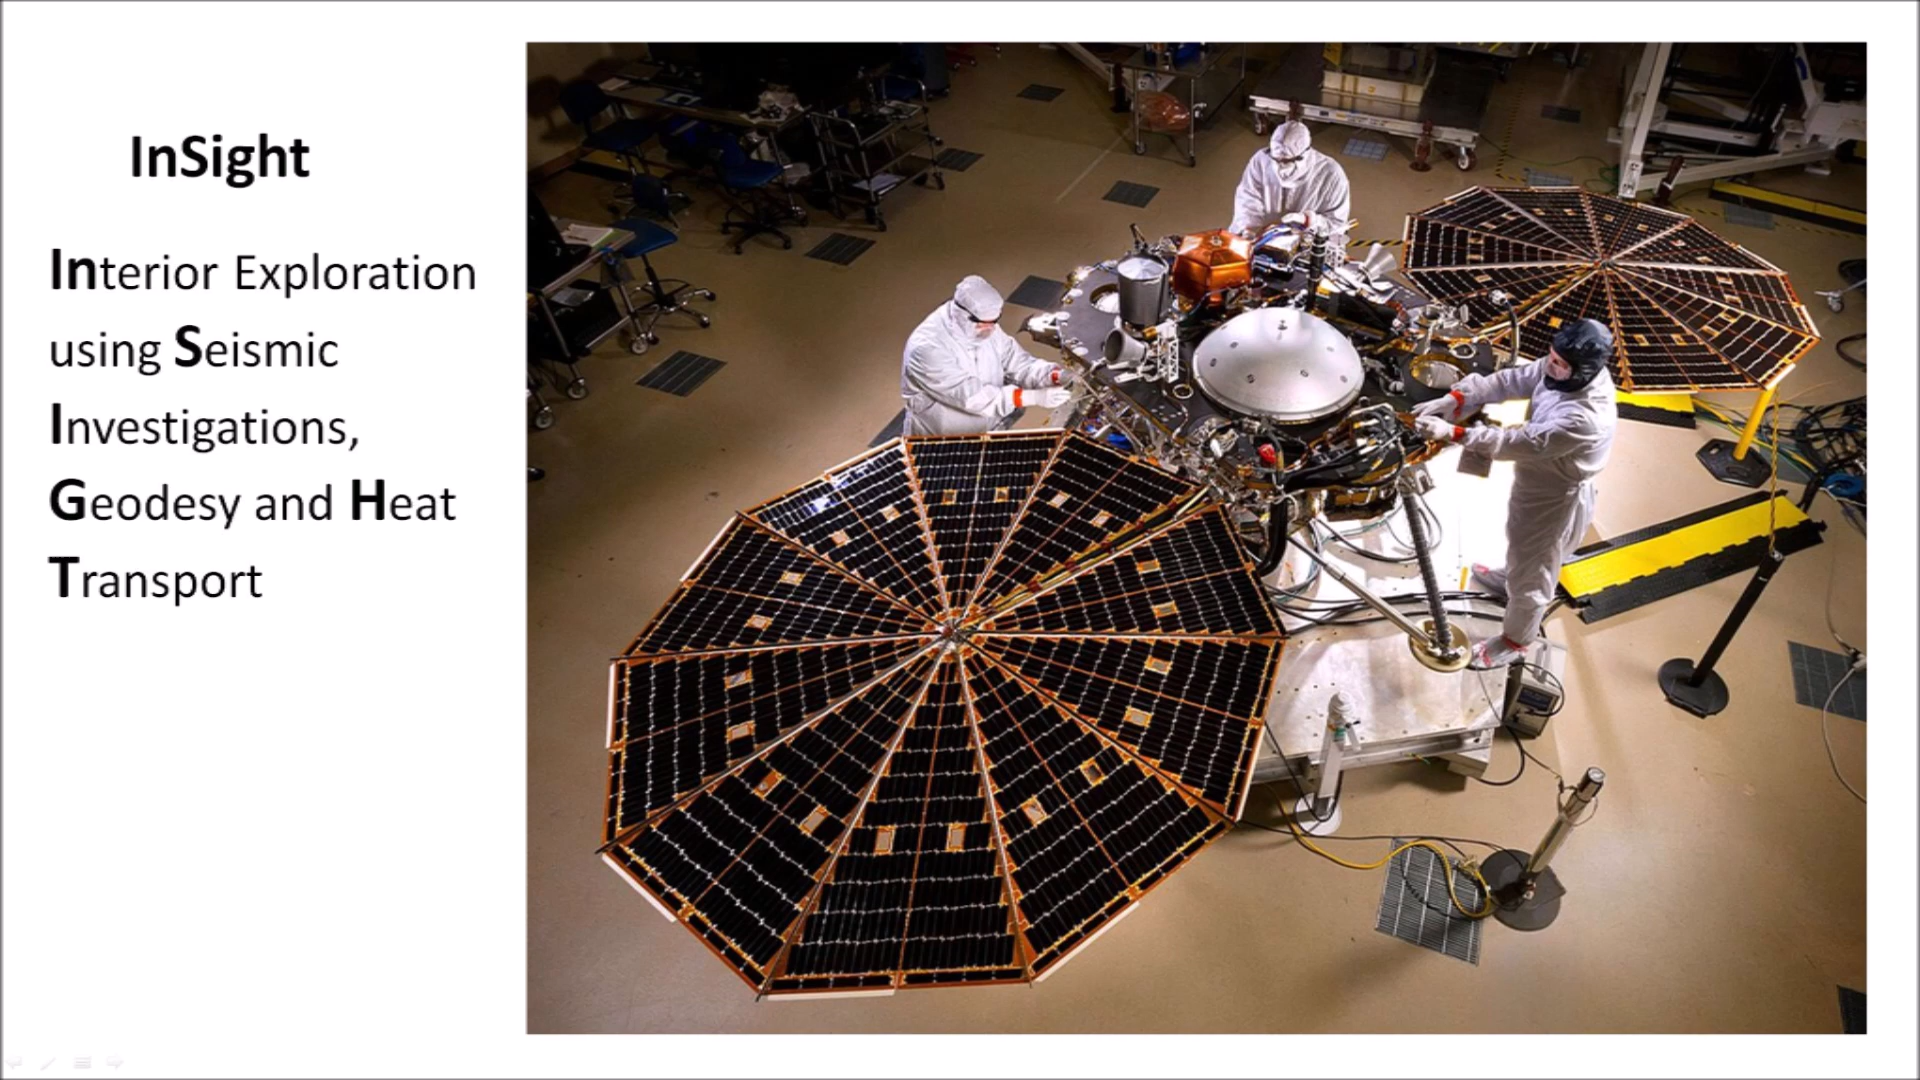 InSight
Interior Exploration
using Seismic
Investigations,
Geodesy and Heat
Transport